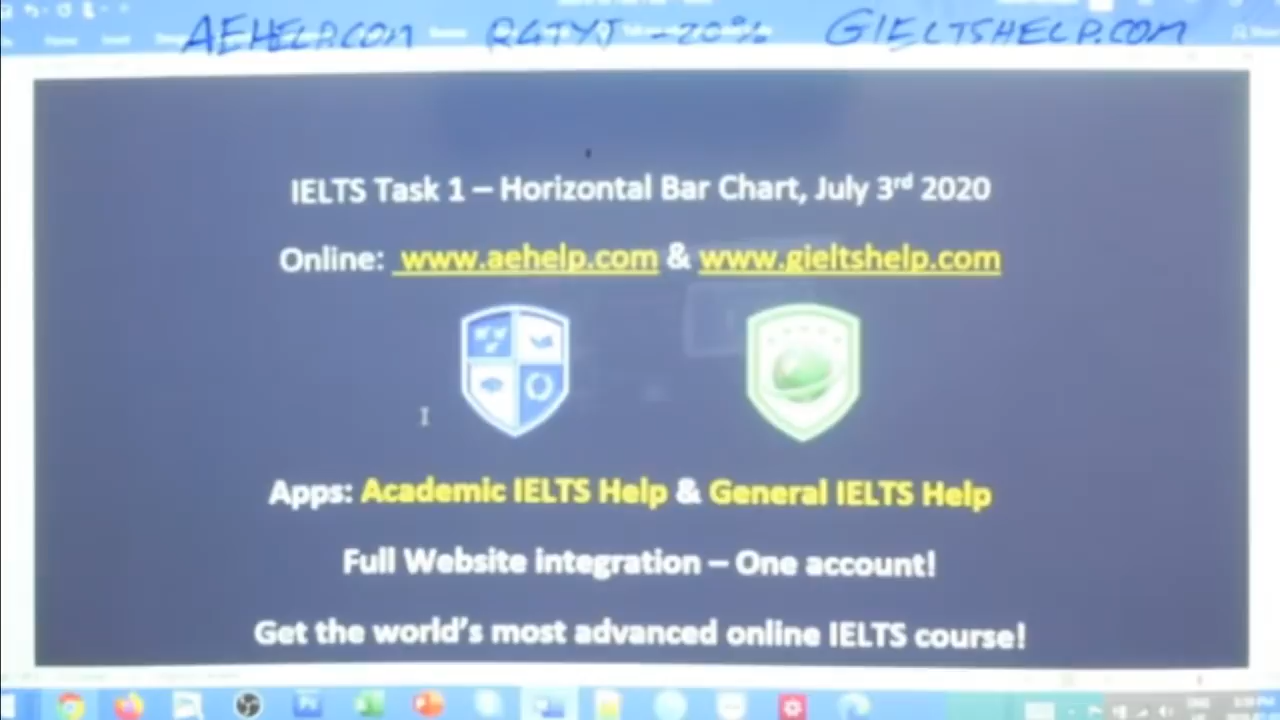 AEHELP.COM R4TYJ -20% GIELTSHELP.COM
IELTS Task 1 – Horizontal Bar Chart, July 3rd 2020
Online: www.aehelp.com & www.gieltshelp.com
Apps: Academic IELTS Help & General IELTS Help
Full Website integration – One account!
Get the world's most advanced online IELTS course!